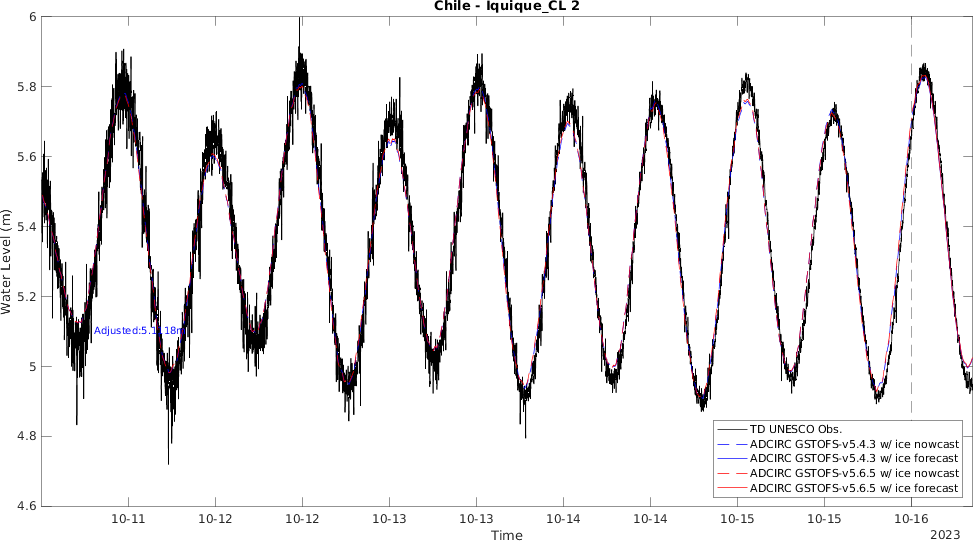 Chile - Iquique_CL 2
6
5.8
5.6
5.4
5.2
5
4.8
4.6
Water Level (m)
TD UNESCO Obs.
ADCIRC GSTOFS-v5.4.3 w/ ice nowcast
ADCIRC GSTOFS-v5.4.3 w/ ice forecast
ADCIRC GSTOFS-v5.6.5 w/ ice nowcast
ADCIRC GSTOFS-v5.6.5 w/ ice forecast
10-11 10-12 10-12 10-13 10-13 10-14 10-14 10-15 10-15 10-16
Time
2023